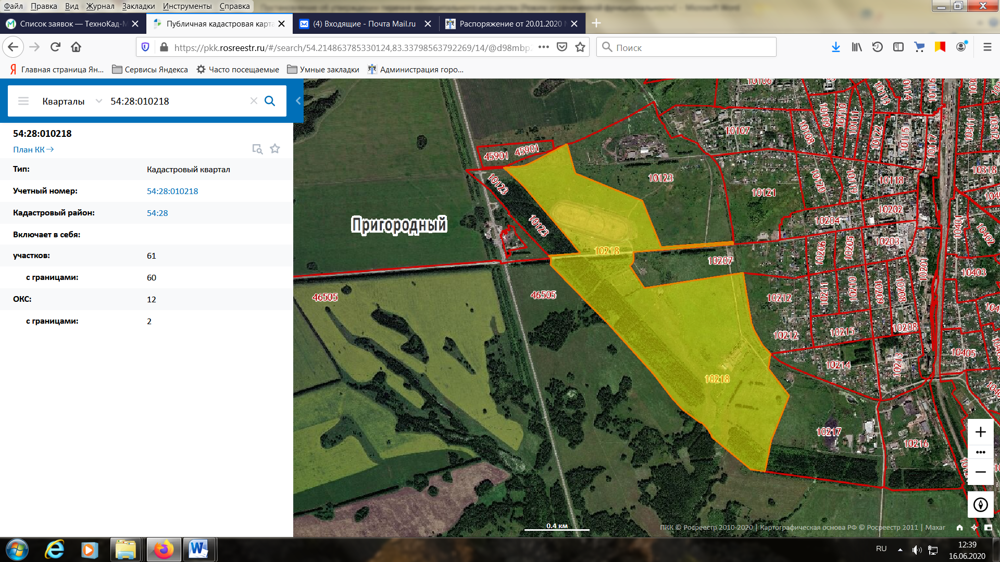 Файл Правка Вид Журнал Закладки Инструменты Справка
Список заявок — ТехноКад-М
Публичная кадастровая карта
(4) Входящие - Почта Mail.ru
Распоряжение от 20.01.2020
https://pkk.rosreestr.ru/#/search/54.214863785330124,83.33798563792269/14/@d98mbp
Поиск
Главная страница Ян...
Сервисы Яндекса
Часто посещаемые
Умные закладки
Администрация горо...
Кварталы 54:28:010218
54:28:010218
План КК→
Тип: Кадастровый квартал
Учетный номер: 54:28:010218
Кадастровый район: 54:28
Включает в себя:
участков: 61
с границами: 60
ОКС: 12
с границами: 2
10106
10113
10114
10116
45901
45901
10107
10108
10109
10110
10111
10122
10115
10117
10311
10312
10123
10123
10123
10121
10120
10119
10118
10318
Пригородный
10204
10202
10401
10402
10206
10205
10203
10218
10207
10201
10403
46505
46505
10212
10211
10210
10209
10208
10212
10215
10208
10405
10214
10213
10218
10217
10216
0.4 км
ПКК © Росреестр 2010-2020 | Картографическая основа РФ © Росреестр 2011 | Maxar
RU
12:39
16.06.2020